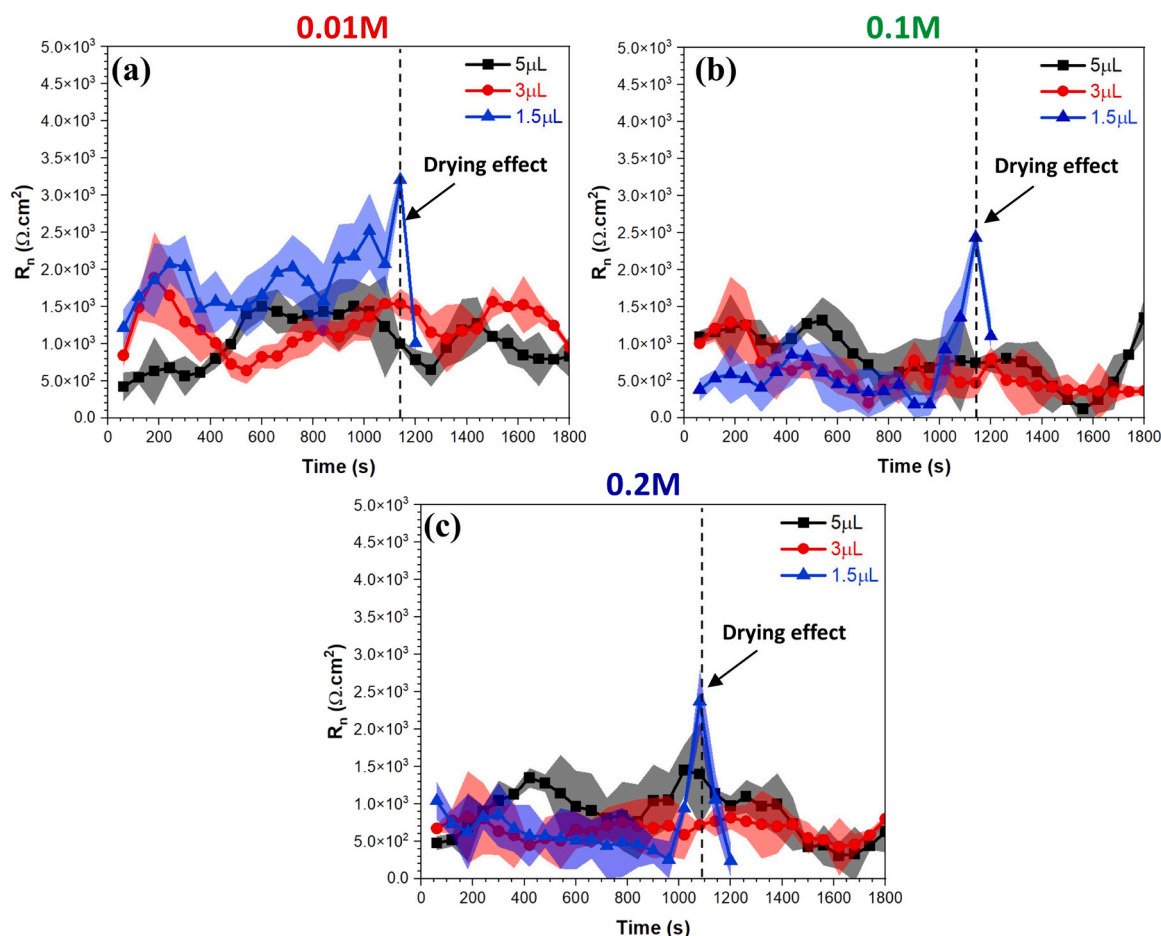 0.01M
(a)
5μL
3μL
1.5μL
Drying effect
5.0×10³
4.5×10³
4.0×10³
3.5×10³
3.0×10³
2.5×10³
2.0×10³
1.5×10³
1.0×10³
5.0×10²
0.0
Rₙ (Ω.cm²)
0 200 400 600 800 1000 1200 1400 1600 1800
Time (s)
0.1M
(b)
5μL
3μL
1.5μL
Drying effect
5.0×10³
4.5×10³
4.0×10³
3.5×10³
3.0×10³
2.5×10³
2.0×10³
1.5×10³
1.0×10³
5.0×10²
0.0
Rₙ (Ω.cm²)
0 200 400 600 800 1000 1200 1400 1600 1800
Time (s)
0.2M
(c)
5μL
3μL
1.5μL
Drying effect
5.0×10³
4.5×10³
4.0×10³
3.5×10³
3.0×10³
2.5×10³
2.0×10³
1.5×10³
1.0×10³
5.0×10²
0.0
Rₙ (Ω.cm²)
0 200 400 600 800 1000 1200 1400 1600 1800
Time (s)